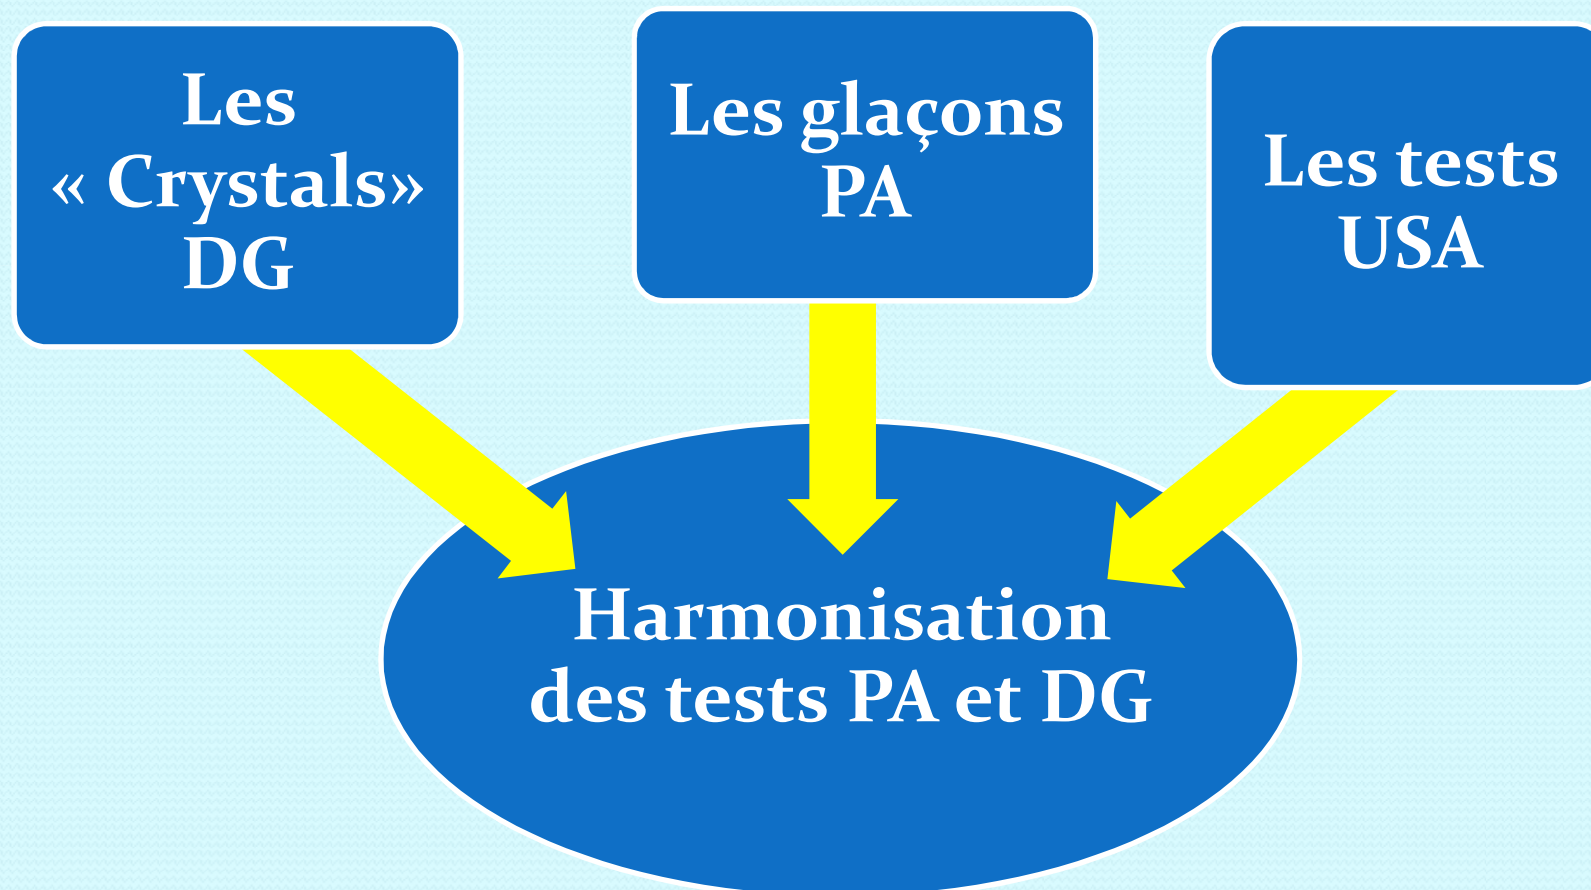 Les
« Crystals»
DG
Les glaçons
PA
Les tests
USA
Harmonisation
des tests PA et DG